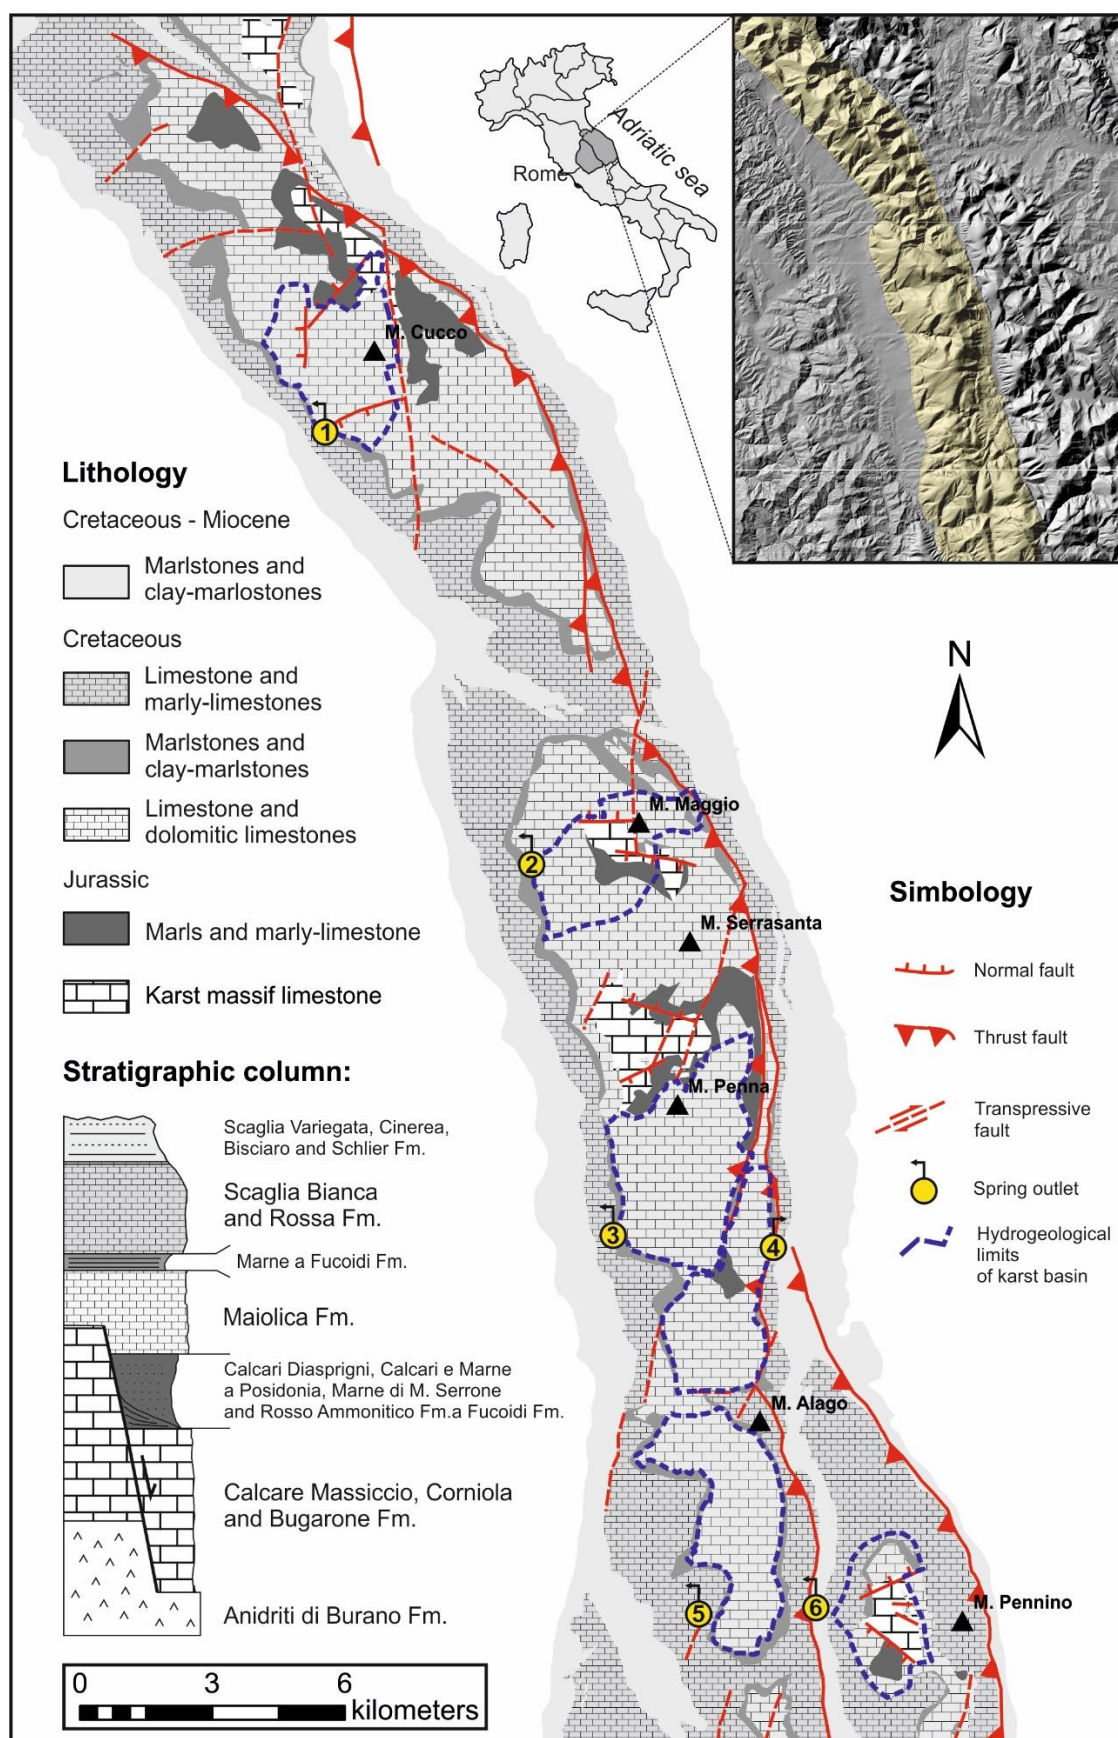 Adriatic sea
Rome
M. Cucco
1
Lithology
Cretaceous - Miocene
Marlstones and
clay-marlostones
Cretaceous
Limestone and
marly-limestones
Marlstones and
clay-marlstones
Limestone and
dolomitic limestones
Jurassic
Marls and marly-limestone
Karst massif limestone
Stratigraphic column:
Scaglia Variegata, Cinerea,
Bisciaro and Schlier Fm.
Scaglia Bianca
and Rossa Fm.
Marne a Fucoidi Fm.
Maiolica Fm.
Calcari Diasprigni, Calcari e Marne
a Posidonia, Marne di M. Serrone
and Rosso Ammonitico Fm.a Fucoidi Fm.
Calcare Massiccio, Corniola
and Bugarone Fm.
Anidriti di Burano Fm.
0 3 6
kilometers
N
M. Maggio
2
M. Serrasanta
M. Penna
3
4
M. Alago
5
6
M. Pennino
Simbology
Normal fault
Thrust fault
Transpressive
fault
Spring outlet
Hydrogeological
limits
of karst basin